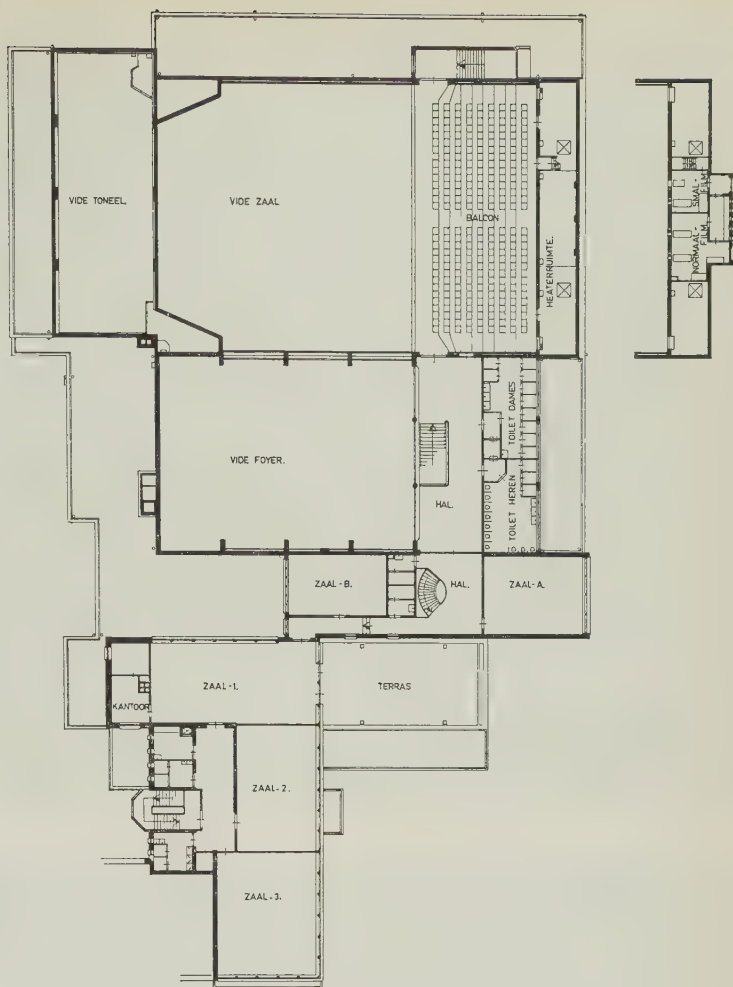 VIDE TONEEL.
VIDE ZAAL
BALCON
HEATERRUIMTE.
SMAL-
FILM.
NORMAAL-
FILM.
VIDE FOYER.
HAL.
TOILET DAMES
TOILET HEREN
ZAAL-B.
HAL.
ZAAL-A.
ZAAL-1.
TERRAS
KANTOOR
ZAAL-2.
ZAAL-3.